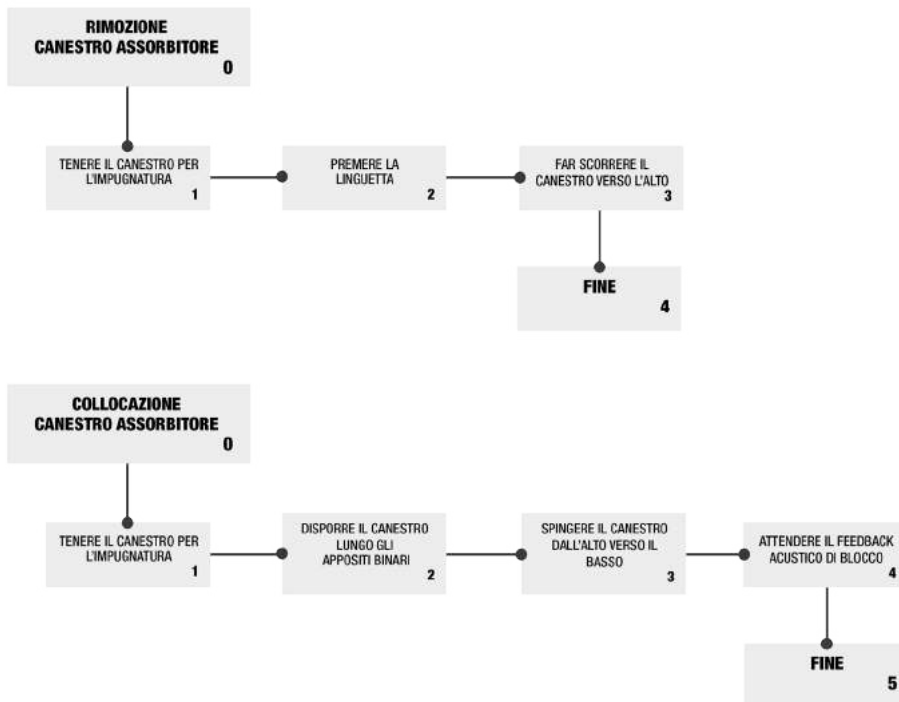 RIMOZIONE
CANESTRO ASSORBITORE
0
TENERE IL CANESTRO PER
L'IMPUGNATURA
1
PREMERE LA
LINGUETTA
2
FAR SCORRERE IL
CANESTRO VERSO L'ALTO
3
FINE
4
COLLOCAZIONE
CANESTRO ASSORBITORE
0
TENERE IL CANESTRO PER
L'IMPUGNATURA
1
DISPORRE IL CANESTRO
LUNGO GLI
APPOSITI BINARI
2
SPINGERE IL CANESTRO
DALL'ALTO VERSO IL
BASSO
3
ATTENDERE IL FEEDBACK
ACUSTICO DI BLOCCO
4
FINE
5